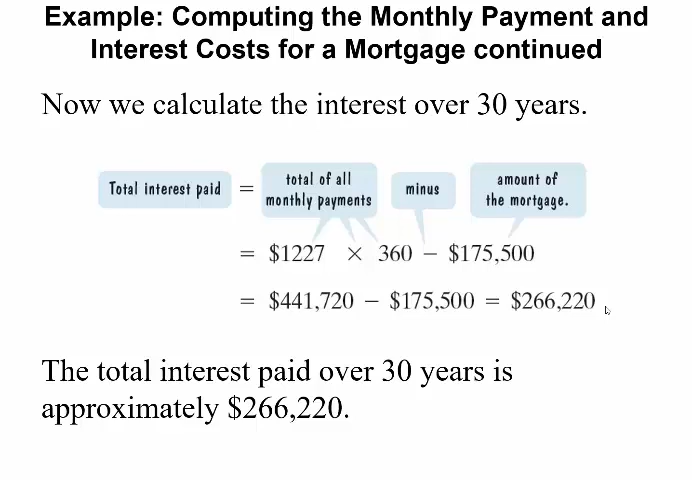 Example: Computing the Monthly Payment and
Interest Costs for a Mortgage continued
Now we calculate the interest over 30 years.
Total interest paid = total of all monthly payments minus amount of the mortgage.
= $1227 × 360 − $175,500
= $441,720 − $175,500 = $266,220
The total interest paid over 30 years is
approximately $266,220.